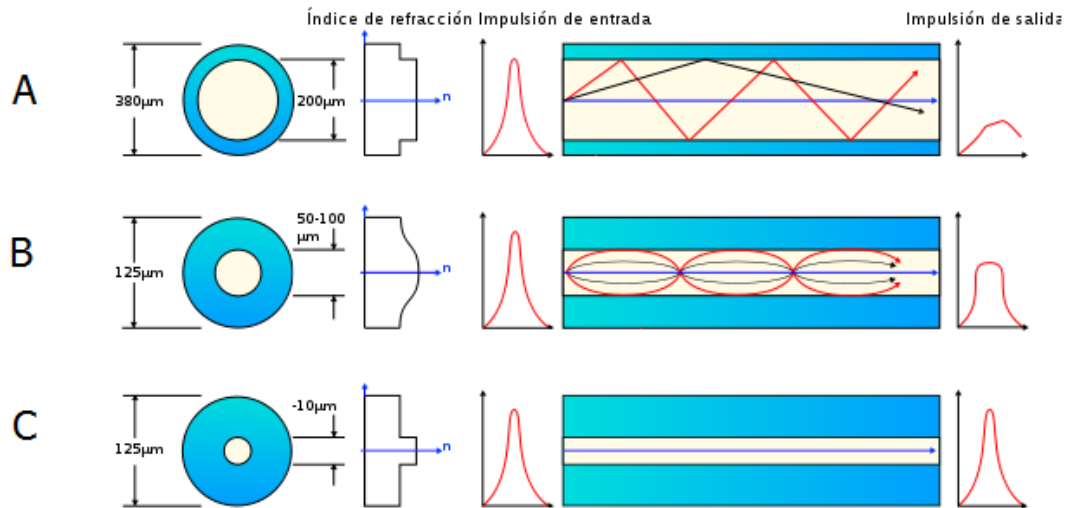 Índice de refracción Impulsión de entrada Impulsión de salida
A
380µm
200µm
n
B
50-100
µm
125µm
n
C
-10µm
125µm
n